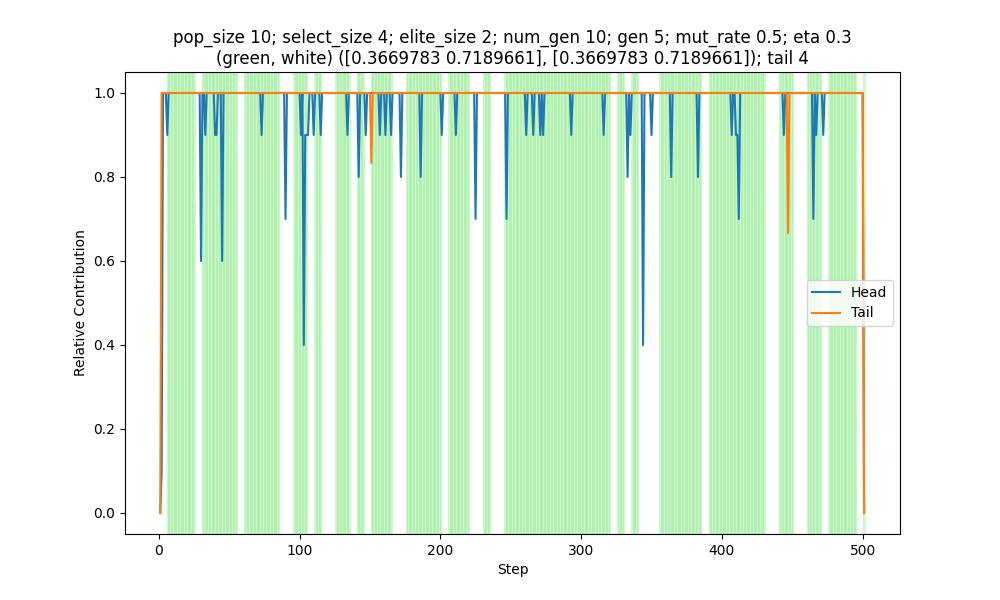 pop_size 10; select_size 4; elite_size 2; num_gen 10; gen 5; mut_rate 0.5; eta 0.3
(green, white) ([0.3669783 0.7189661], [0.3669783 0.7189661]); tail 4
1.0
0.8
0.6
0.4
0.2
0.0
Relative Contribution
Head
Tail
0
100
200
300
400
500
Step